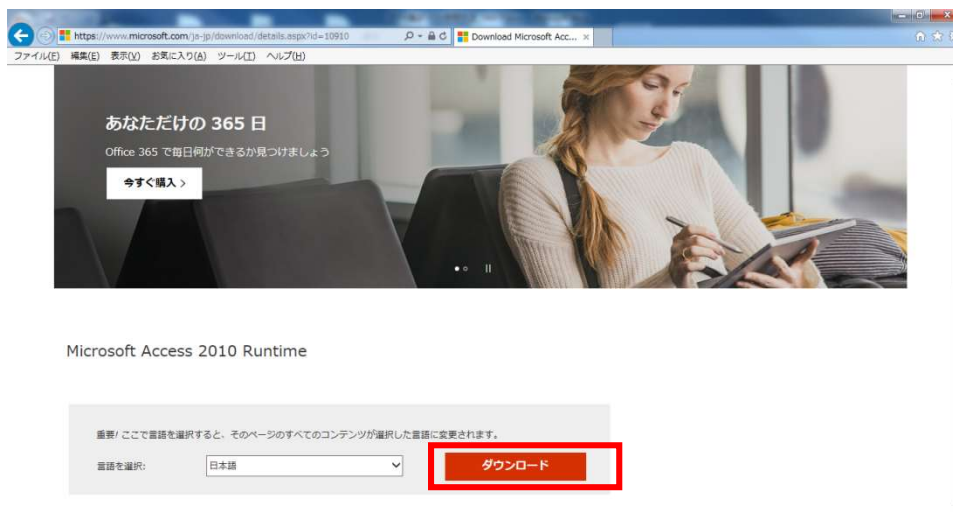 https://www.microsoft.com/ja-jp/download/details.aspx?id=10910
Download Microsoft Acc...
ファイル(F) 編集(E) 表示(V) お気に入り(A) ツール(T) ヘルプ(H)
あなただけの 365 日
Office 365 で毎日何ができるか見つけましょう
今すぐ購入 >
Microsoft Access 2010 Runtime
重要! ここで言語を選択すると、そのページのすべてのコンテンツが選択した言語に変更されます。
言語を選択: 日本語 ダウンロード